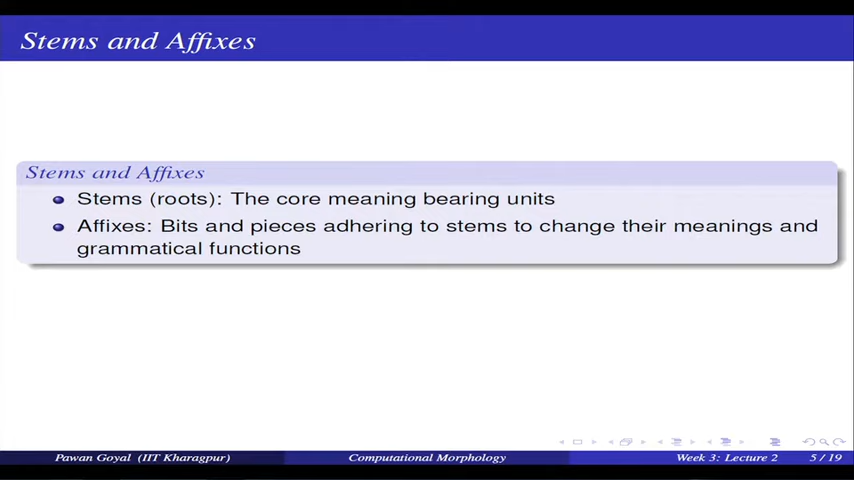 Stems and Affixes
Stems and Affixes
Stems (roots): The core meaning bearing units
Affixes: Bits and pieces adhering to stems to change their meanings and
grammatical functions
Pawan Goyal (IIT Kharagpur) Computational Morphology Week 3: Lecture 2 5 / 19